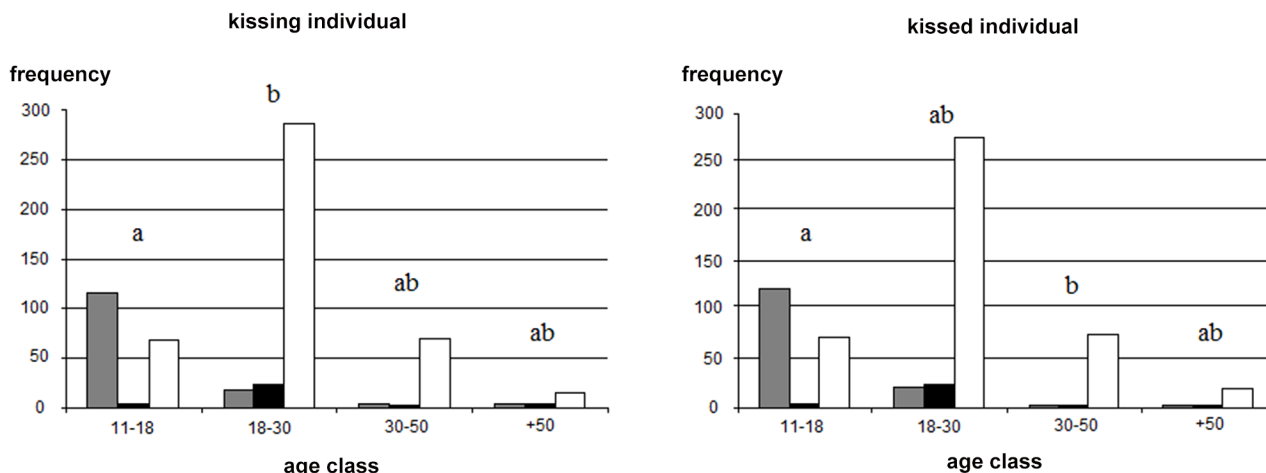 kissing individual
frequency
300
250
200
150
100
50
0
b
a
ab
ab
11-18
18-30
30-50
+50
age class
kissed individual
frequency
300
250
200
150
100
50
0
ab
a
b
ab
11-18
18-30
30-50
+50
age class